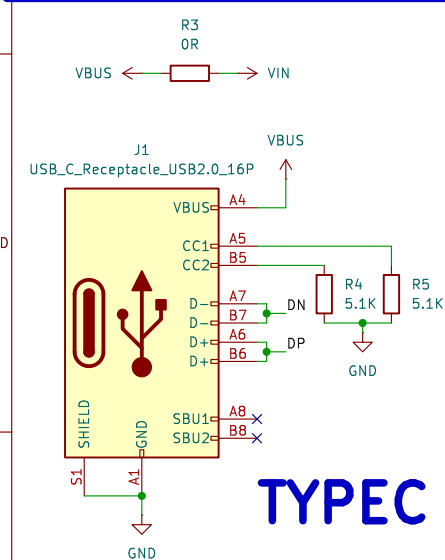 R3
0R
VBUS
VIN
J1
VBUS
USB_C_Receptacle_USB2.0_16P
VBUS
A4
D
CC1
A5
CC2
B5
R4
5.1K
R5
5.1K
D-
A7
DN
D-
B7
D+
A6
DP
D+
B6
GND
SHIELD
GND
SBU1
A8
SBU2
B8
S1
A1
TYPEC
GND